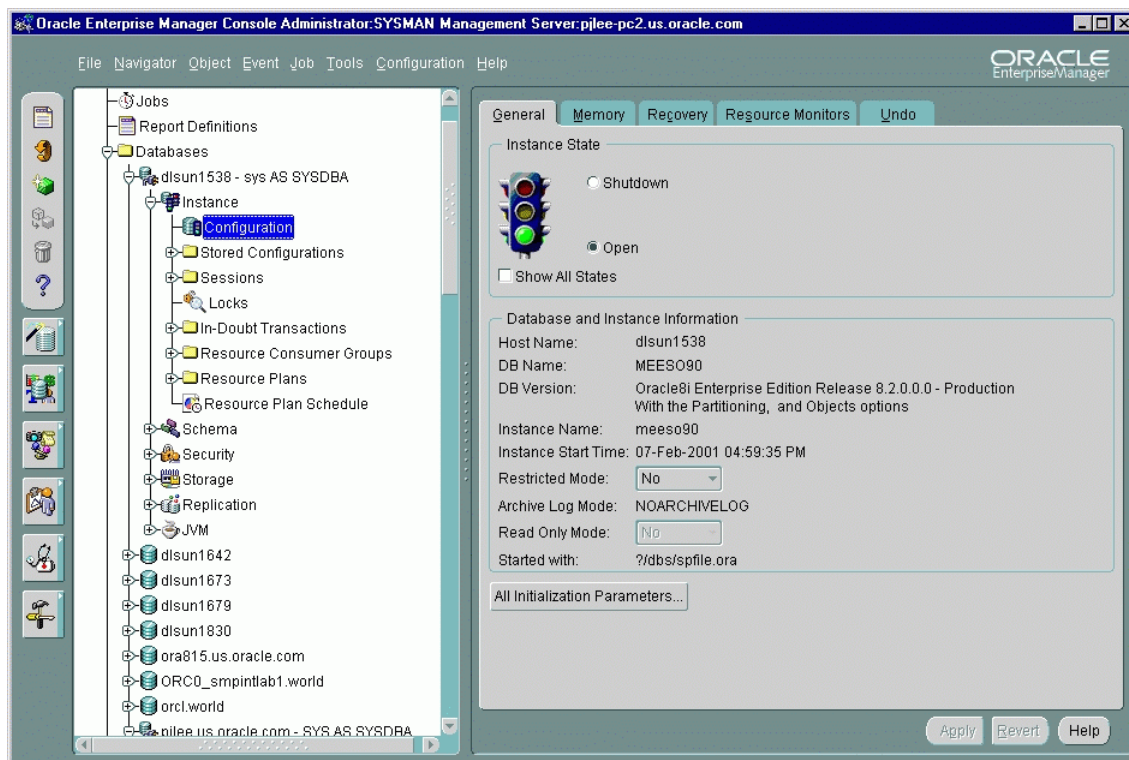 Oracle Enterprise Manager Console Administrator:SYSMAN Management Server:pjlee-pc2.us.oracle.com
File Navigator Object Event Job Tools Configuration Help
ORACLE
EnterpriseManager
Jobs
Report Definitions
Databases
dlsun1538 - sys AS SYSDBA
Instance
Configuration
Stored Configurations
Sessions
Locks
In-Doubt Transactions
Resource Consumer Groups
Resource Plans
Resource Plan Schedule
Schema
Security
Storage
Replication
JVM
dlsun1642
dlsun1673
dlsun1679
dlsun1830
ora815.us.oracle.com
ORC0_smpintlab1.world
orcl.world
pjlee.us.oracle.com - SYS AS SYSDBA
General Memory Recovery Resource Monitors Undo
Instance State
Shutdown
Open
Show All States
Database and Instance Information
Host Name: dlsun1538
DB Name: MEESO90
DB Version: Oracle8i Enterprise Edition Release 8.2.0.0.0 - Production
With the Partitioning, and Objects options
Instance Name: meeso90
Instance Start Time: 07-Feb-2001 04:59:35 PM
Restricted Mode: No
Archive Log Mode: NOARCHIVELOG
Read Only Mode: No
Started with: ?/dbs/spfile.ora
All Initialization Parameters...
Apply Revert Help